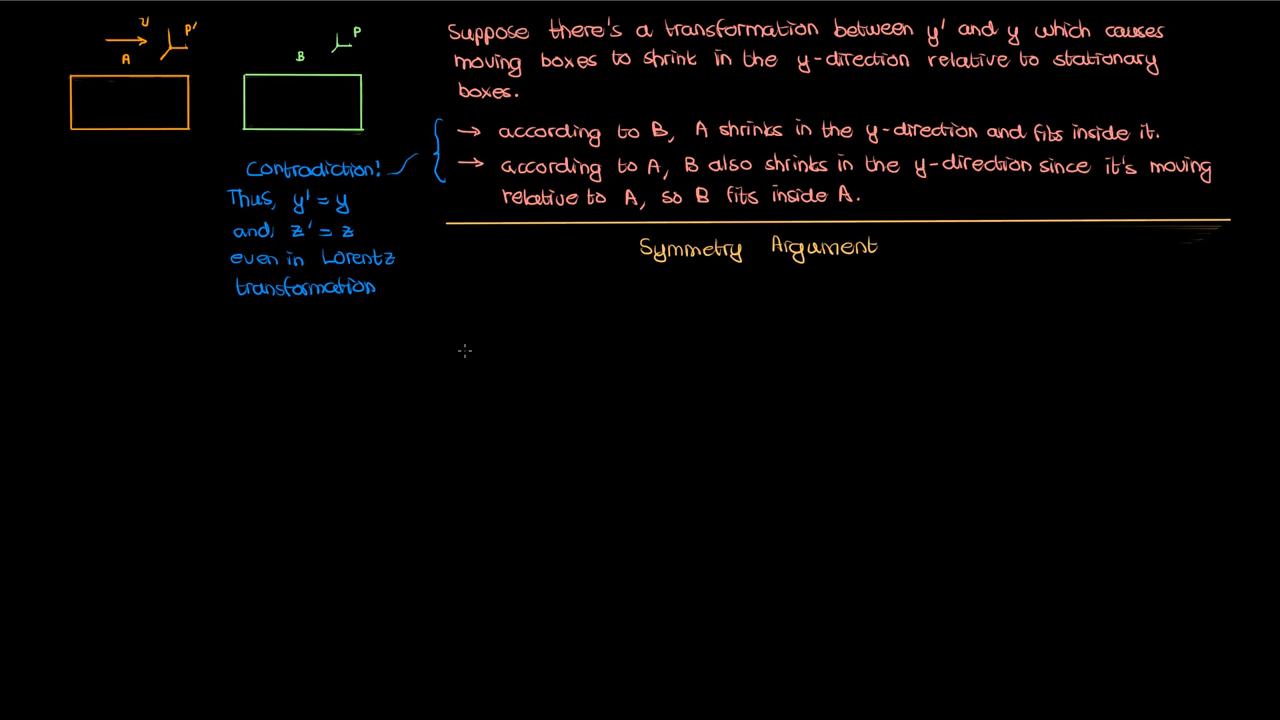 v
P'
A
P
B
Suppose there's a transformation between y' and y which causes
moving boxes to shrink in the y-direction relative to stationary
boxes.
→ according to B, A shrinks in the y-direction and fits inside it.
→ according to A, B also shrinks in the y-direction since it's moving
relative to A, so B fits inside A.
Contradiction!
Thus, y' = y
and, z' = z
even in Lorentz
transformation
Symmetry Argument